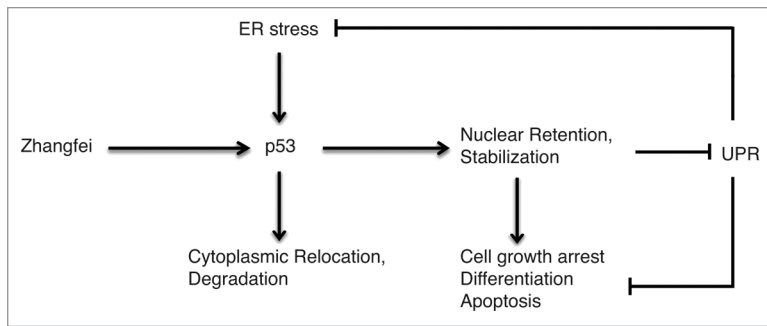 ER stress
Zhangfei
p53
Nuclear Retention,
Stabilization
UPR
Cytoplasmic Relocation,
Degradation
Cell growth arrest
Differentiation
Apoptosis